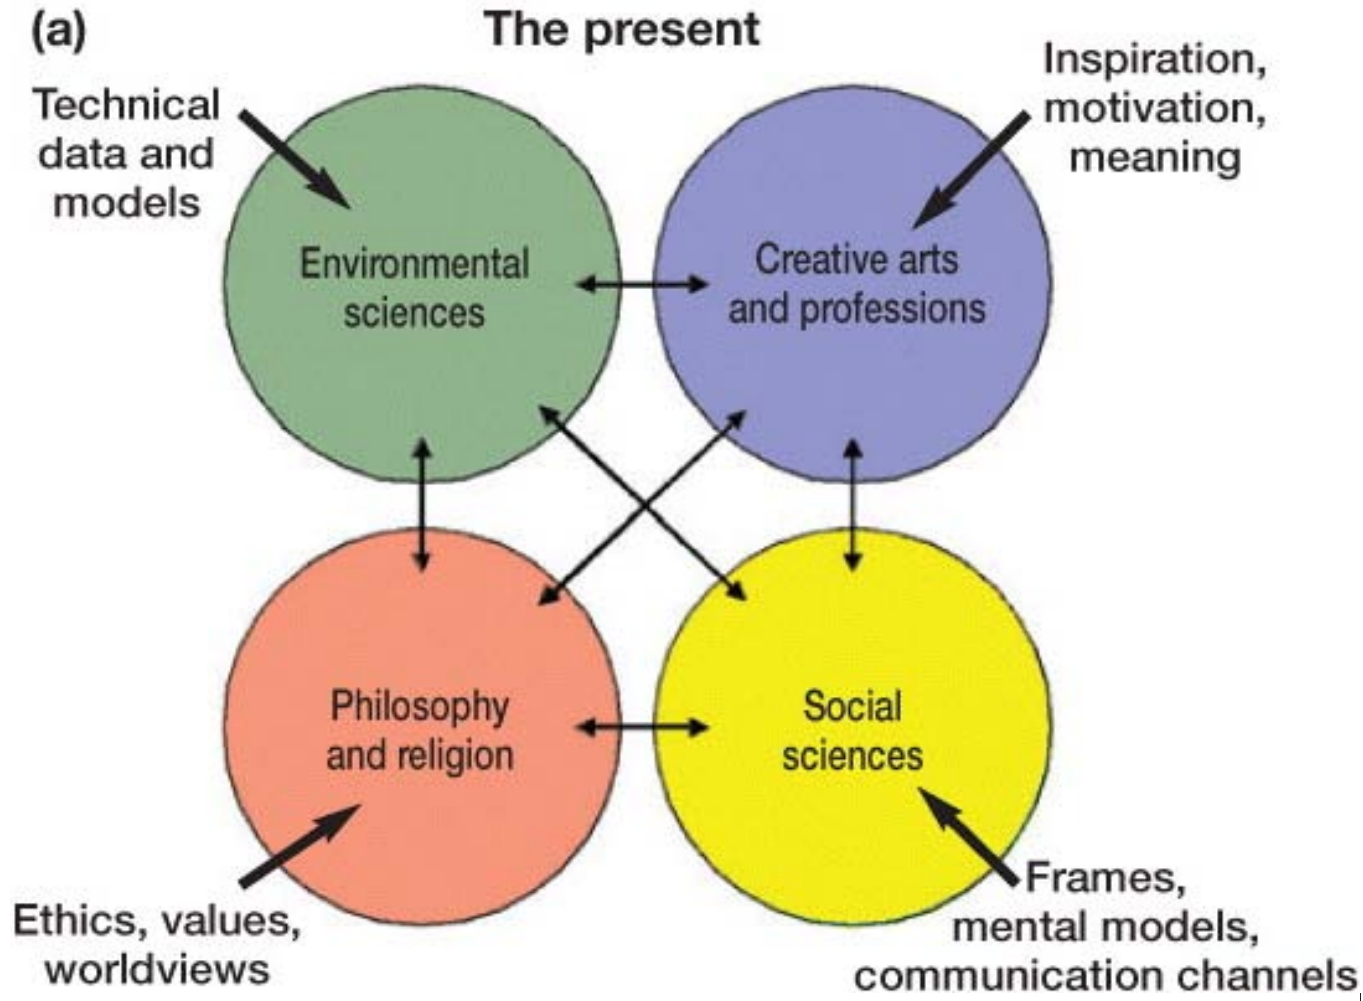 (a)
The present
Technical
data and
models
Inspiration,
motivation,
meaning
Environmental
sciences
Creative arts
and professions
Philosophy
and religion
Social
sciences
Ethics, values,
worldviews
Frames,
mental models,
communication channels